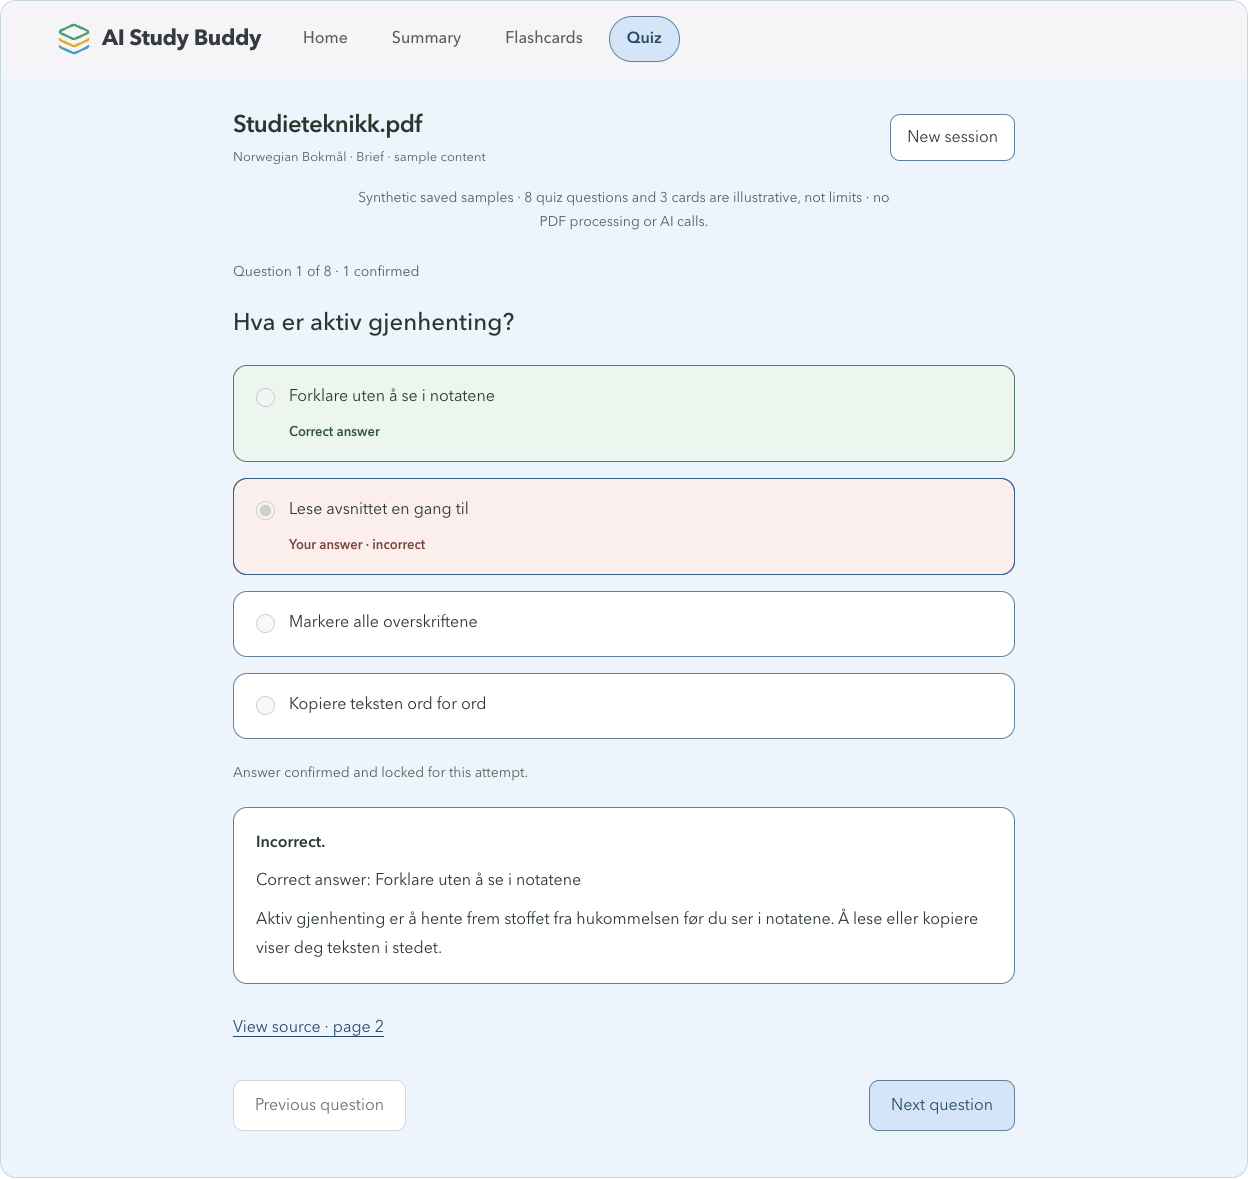 AI Study Buddy
Home
Summary
Flashcards
Quiz
Studieteknikk.pdf
Norwegian Bokmål · Brief · sample content
New session
Synthetic saved samples · 8 quiz questions and 3 cards are illustrative, not limits · no
PDF processing or AI calls.
Question 1 of 8 · 1 confirmed
Hva er aktiv gjenhenting?
Forklare uten å se i notatene
Correct answer
Lese avsnittet en gang til
Your answer · incorrect
Markere alle overskriftene
Kopiere teksten ord for ord
Answer confirmed and locked for this attempt.
Incorrect.
Correct answer: Forklare uten å se i notatene
Aktiv gjenhenting er å hente frem stoffet fra hukommelsen før du ser i notatene. Å lese eller kopiere
viser deg teksten i stedet.
View source · page 2
Previous question
Next question